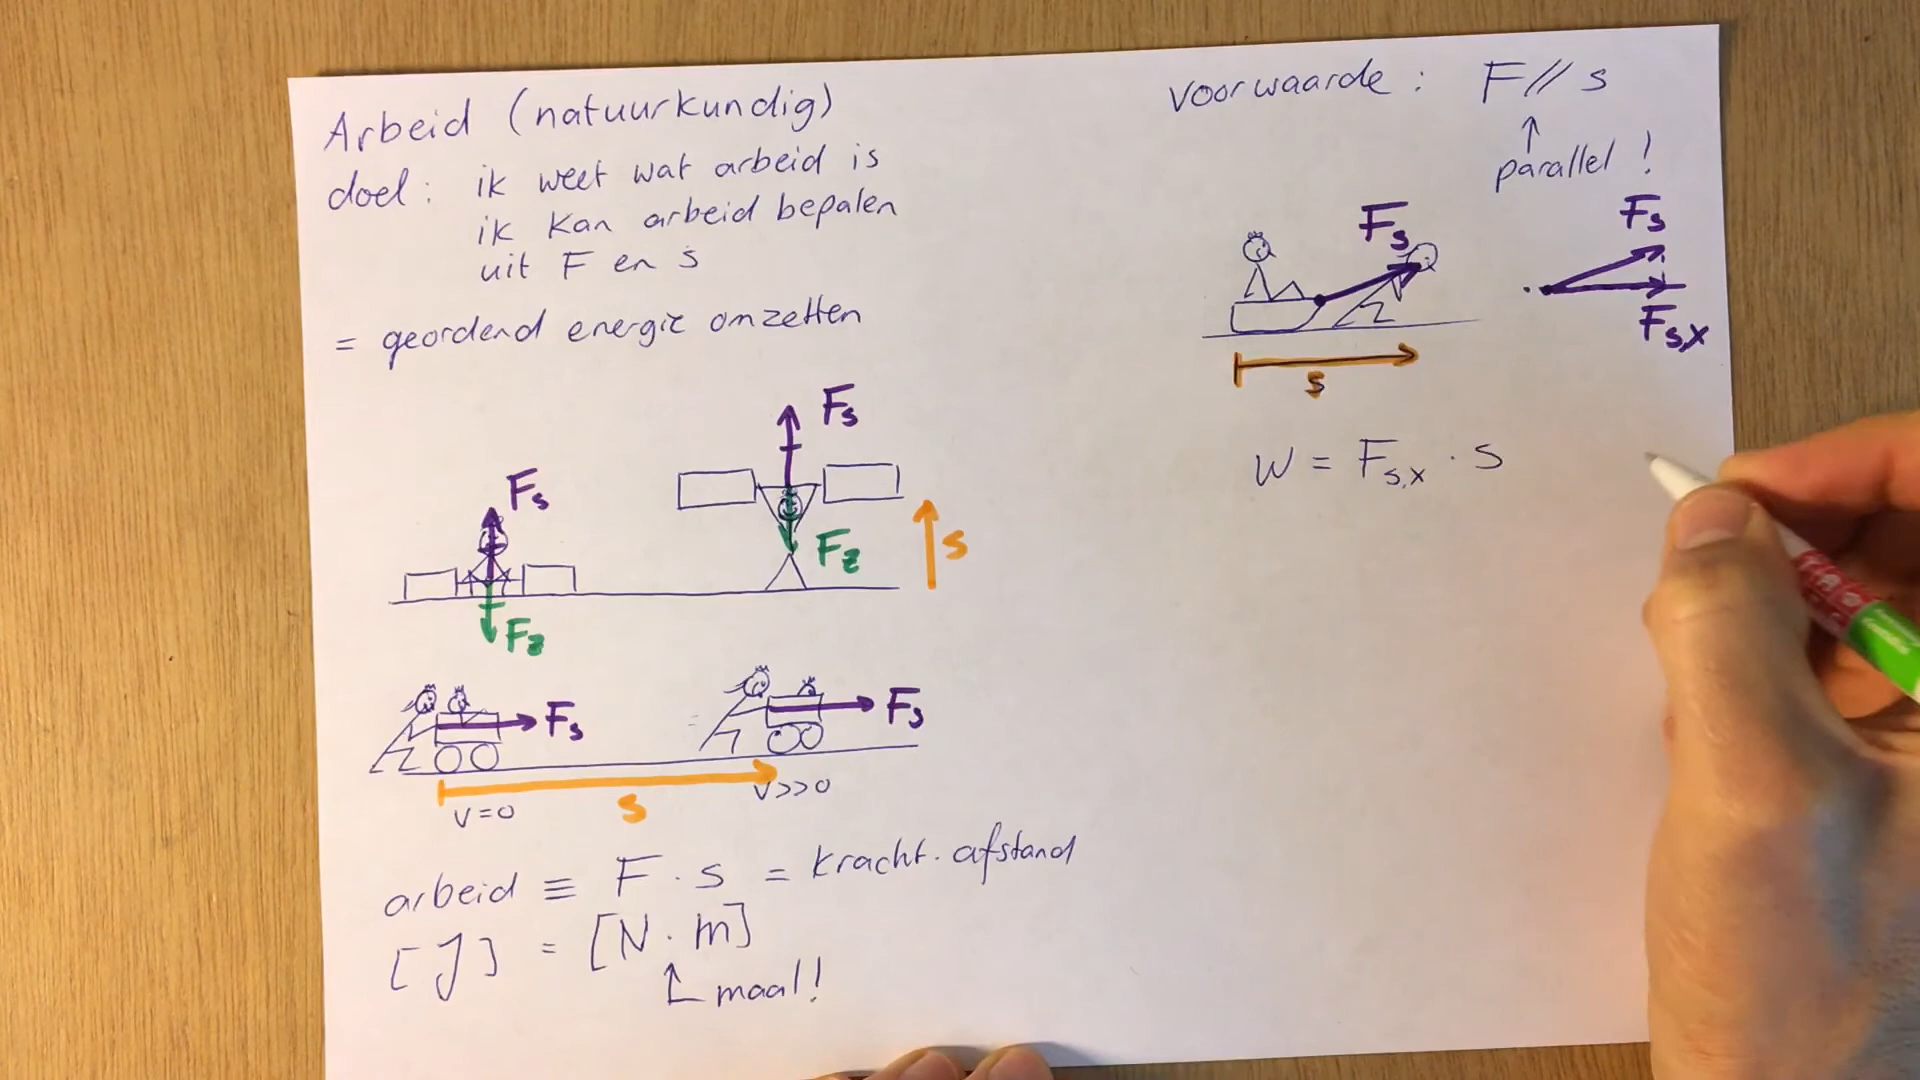 Arbeid (natuurkundig)
doel: ik weet wat arbeid is
ik kan arbeid bepalen
uit F en s
= geordend energie omzetten
Fs
Fz
Fs
Fz
s
Fs
Fs
v=0
s
v>>0
arbeid ≡ F · s = kracht · afstand
[J] = [N · m]
maal!
voorwaarde: F // s
parallel!
Fs
s
Fs
Fs,x
W = Fs,x · s